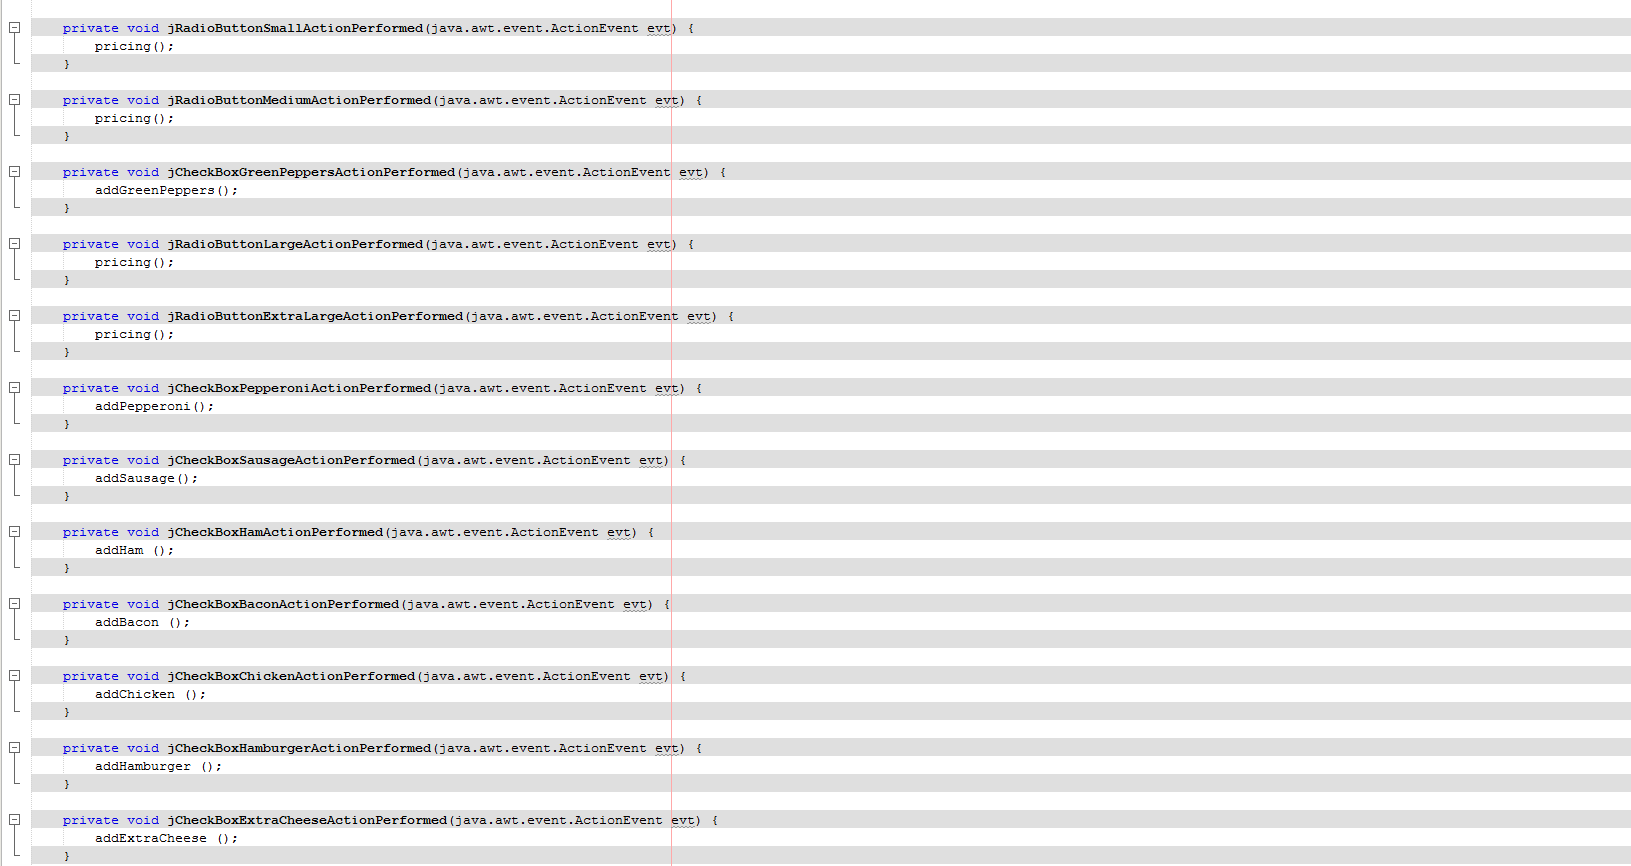 private void jRadioButtonSmallActionPerformed(java.awt.event.ActionEvent evt) {
pricing();
}
private void jRadioButtonMediumActionPerformed(java.awt.event.ActionEvent evt) {
pricing();
}
private void jCheckBoxGreenPeppersActionPerformed(java.awt.event.ActionEvent evt) {
addGreenPeppers();
}
private void jRadioButtonLargeActionPerformed(java.awt.event.ActionEvent evt) {
pricing();
}
private void jRadioButtonExtraLargeActionPerformed(java.awt.event.ActionEvent evt) {
pricing();
}
private void jCheckBoxPepperoniActionPerformed(java.awt.event.ActionEvent evt) {
addPepperoni();
}
private void jCheckBoxSausageActionPerformed(java.awt.event.ActionEvent evt) {
addSausage();
}
private void jCheckBoxHamActionPerformed(java.awt.event.ActionEvent evt) {
addHam ();
}
private void jCheckBoxBaconActionPerformed(java.awt.event.ActionEvent evt) {
addBacon ();
}
private void jCheckBoxChickenActionPerformed(java.awt.event.ActionEvent evt) {
addChicken ();
}
private void jCheckBoxHamburgerActionPerformed(java.awt.event.ActionEvent evt) {
addHamburger ();
}
private void jCheckBoxExtraCheeseActionPerformed(java.awt.event.ActionEvent evt) {
addExtraCheese ();
}